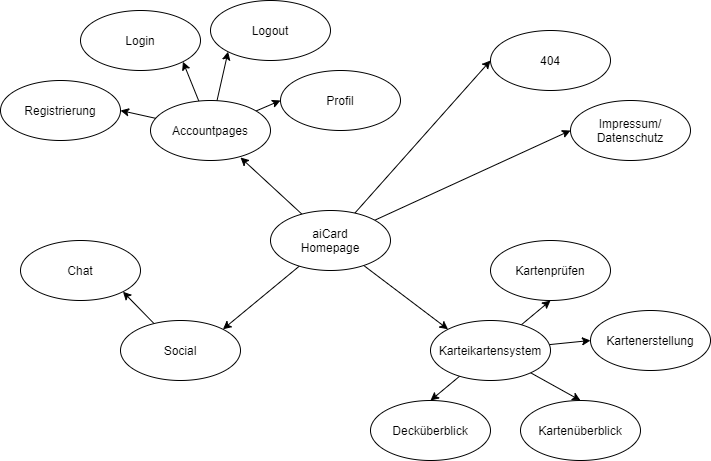 Logout
Login
404
Profil
Registrierung
Accountpages
Impressum/
Datenschutz
aiCard
Homepage
Chat
Kartenprüfen
Social
Karteikartensystem
Kartenerstellung
Decküberblick
Kartenüberblick